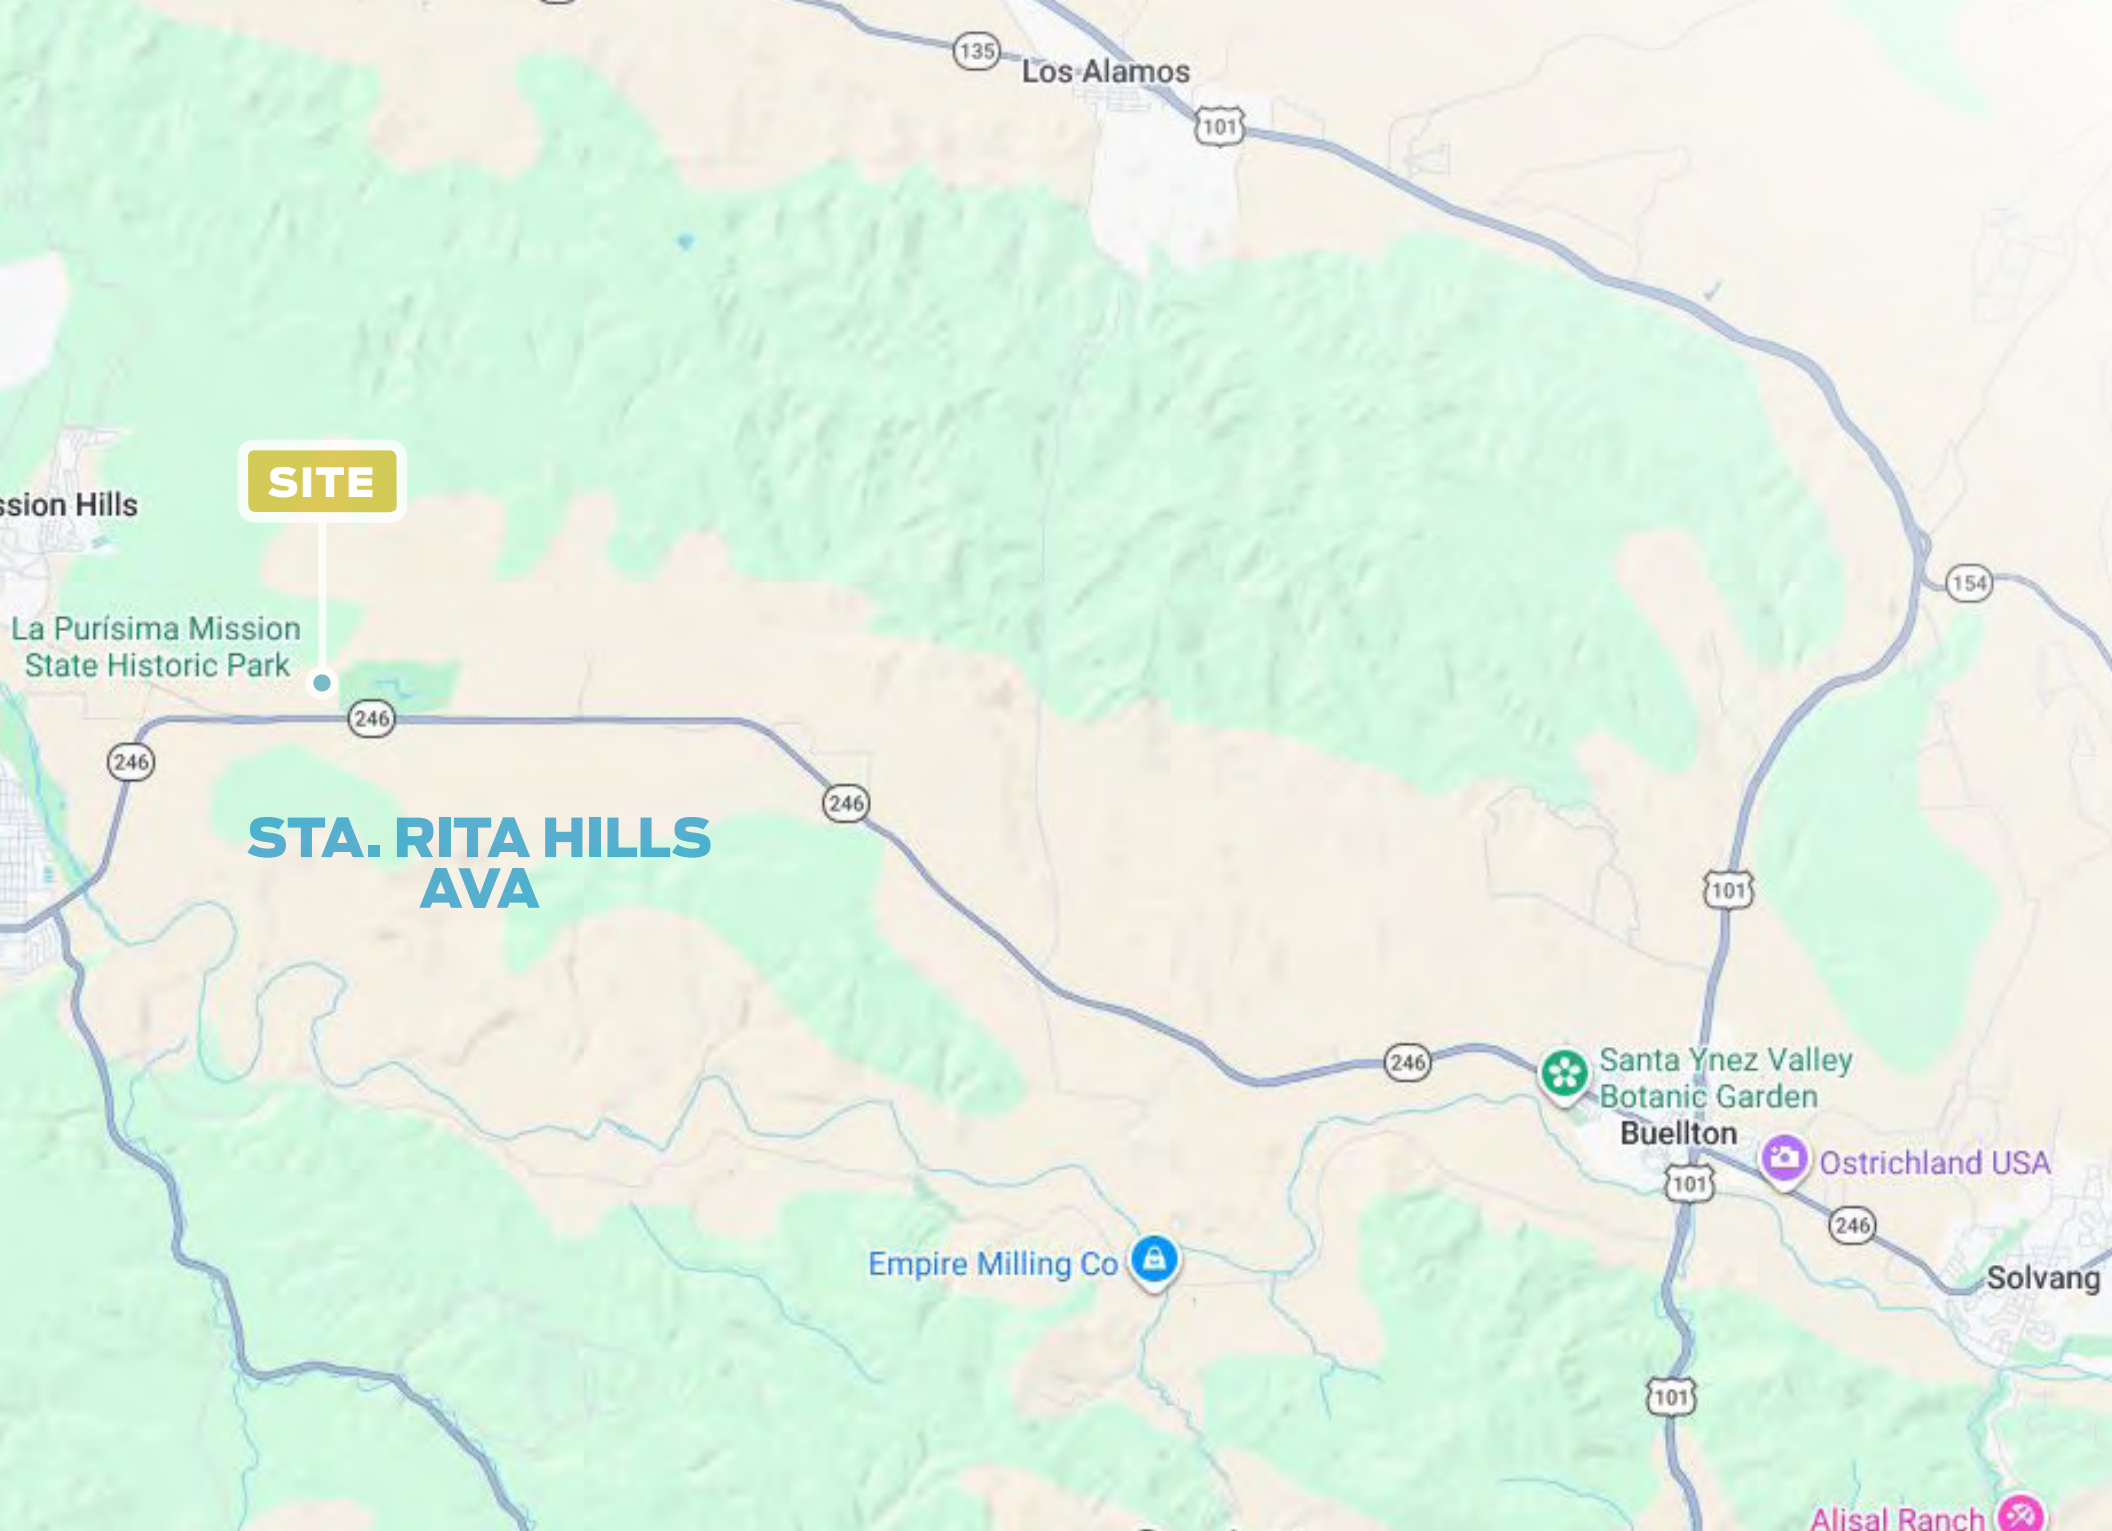 135
Los Alamos
101
SITE
ssion Hills
154
La Purísima Mission
State Historic Park
246
246
246
STA. RITA HILLS
AVA
101
246
Santa Ynez Valley
Botanic Garden
Buellton
Ostrichland USA
101
246
Empire Milling Co
Solvang
101
Alisal Ranch